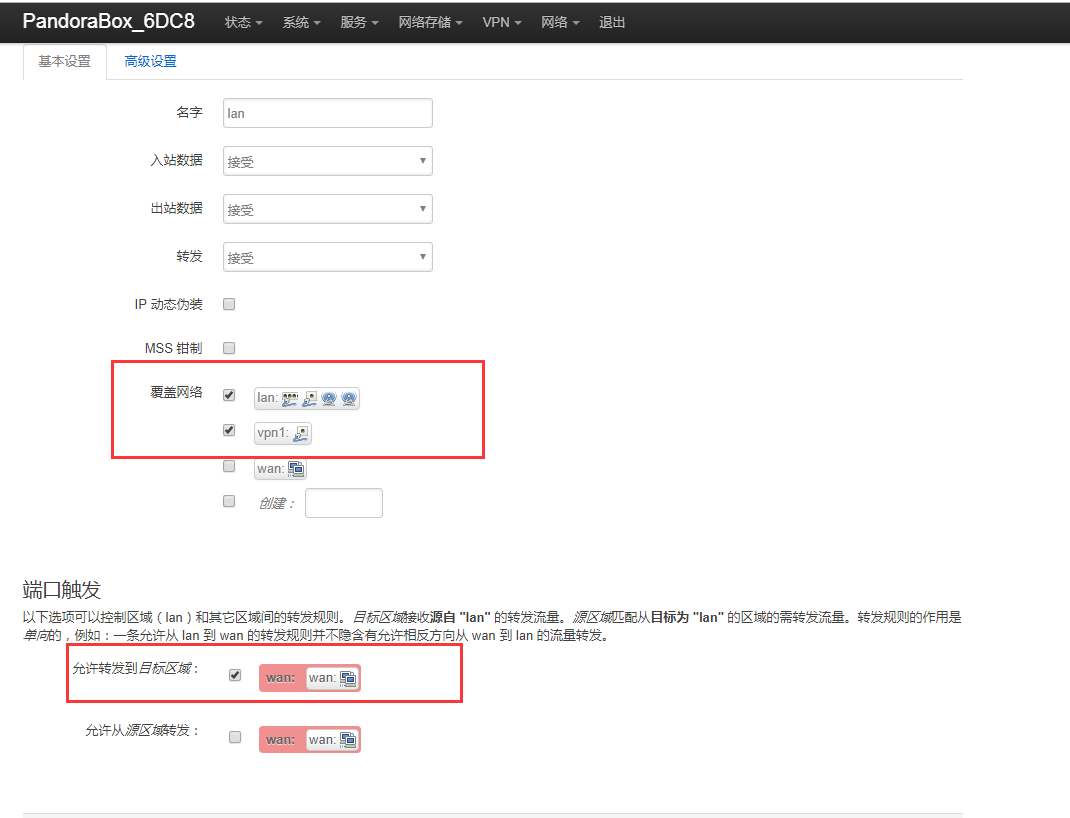 PandoraBox_6DC8 状态 系统 服务 网络存储 VPN 网络 退出
基本设置 高级设置
名字 lan
入站数据 接受
出站数据 接受
转发 接受
IP 动态伪装
MSS 钳制
覆盖网络 lan:
vpn1:
wan:
创建：
端口触发
以下选项可以控制区域（lan）和其它区域间的转发规则。目标区域接收源自 "lan" 的转发流量。源区域匹配从目标为 "lan" 的区域的需转发流量。转发规则的作用是
单向的，例如：一条允许从 lan 到 wan 的转发规则并不隐含有允许相反方向从 wan 到 lan 的流量转发。
允许转发到目标区域： wan: wan:
允许从源区域转发： wan: wan: